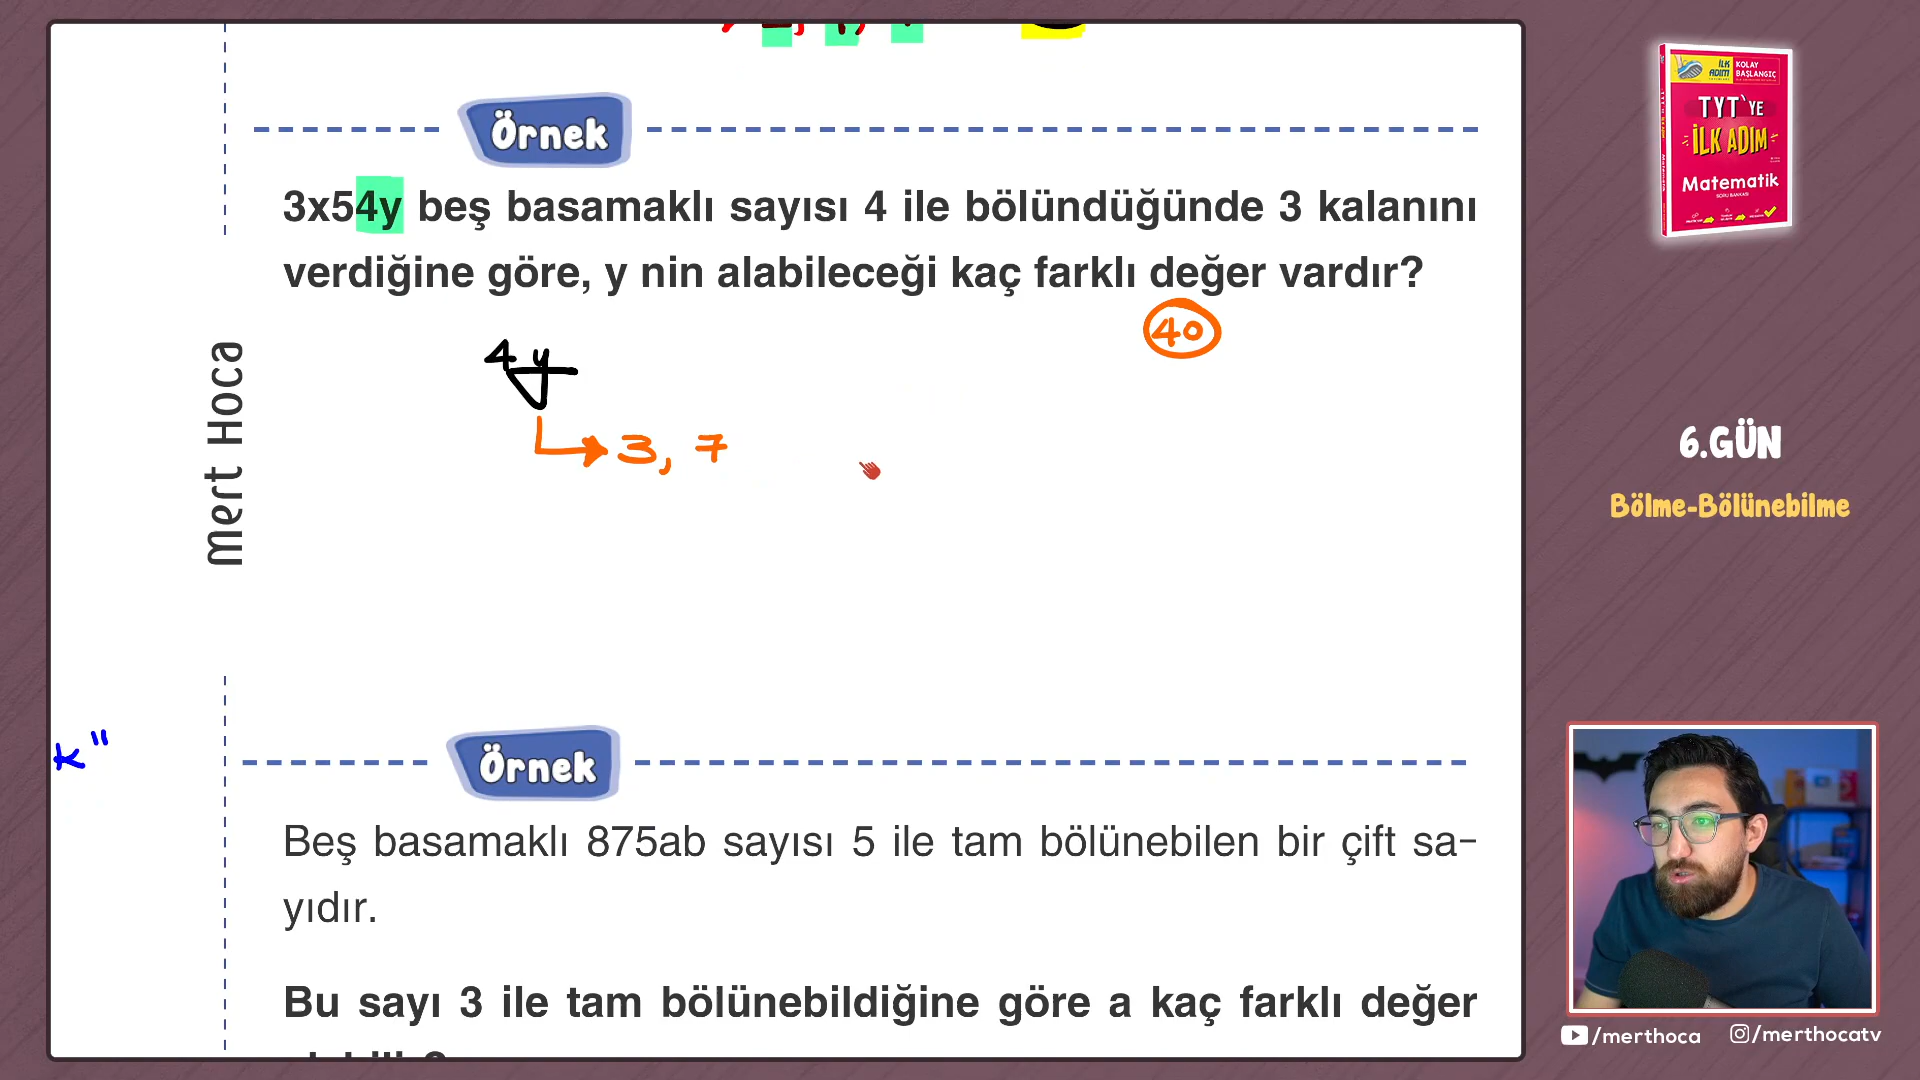 Örnek
3x54y beş basamaklı sayısı 4 ile bölündüğünde 3 kalanını
verdiğine göre, y nin alabileceği kaç farklı değer vardır?
40
4y
3, 7
Mert Hoca
K"
Örnek
Beş basamaklı 875ab sayısı 5 ile tam bölünebilen bir çift sa-
yıdır.
Bu sayı 3 ile tam bölünebildiğine göre a kaç farklı değer
İLK ADIM
KOLAY BAŞLANGIÇ
TYT`YE
İLK ADIM
Matematik
SORU BANKASI
6.GÜN
Bölme-Bölünebilme
/merthoca
/merthocatv